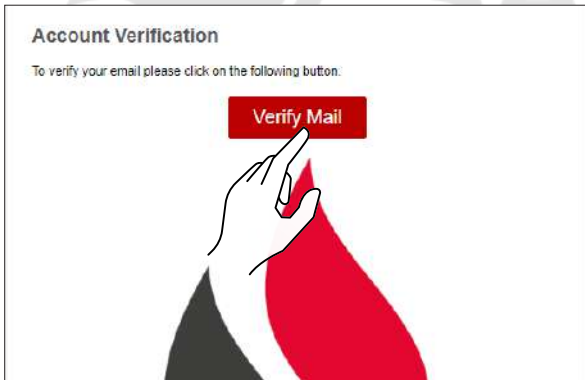 Account Verification
To verify your email please click on the following button.
Verify Mail